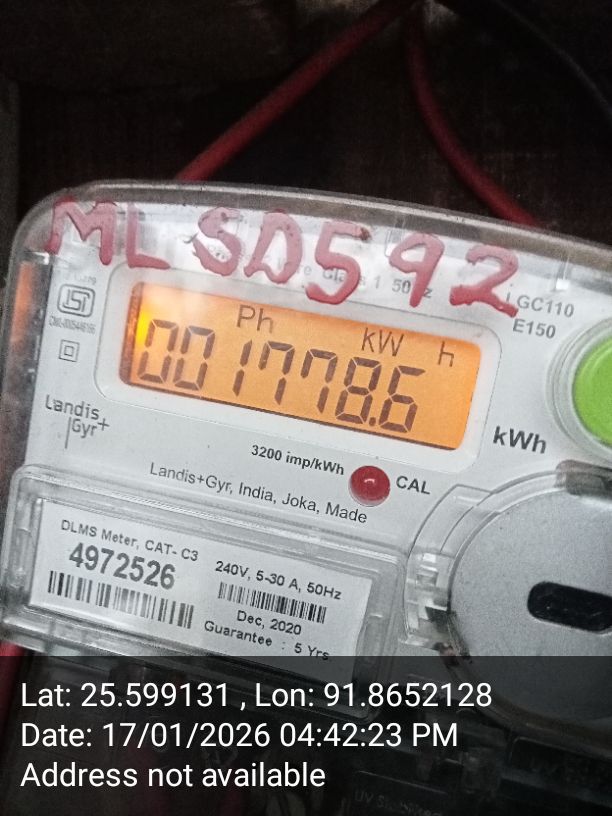 MLSD592
Class 1 50Hz
LGC110
E150
ISI
Ph kW h
001778.6
kWh
Landis+
Gyr
3200 imp/kWh
CAL
Landis+Gyr, India, Joka, Made
DLMS Meter, CAT- C3
4972526
240V, 5-30 A, 50Hz
Dec, 2020
Guarantee : 5 Yrs
Lat: 25.599131 , Lon: 91.8652128
Date: 17/01/2026 04:42:23 PM
Address not available